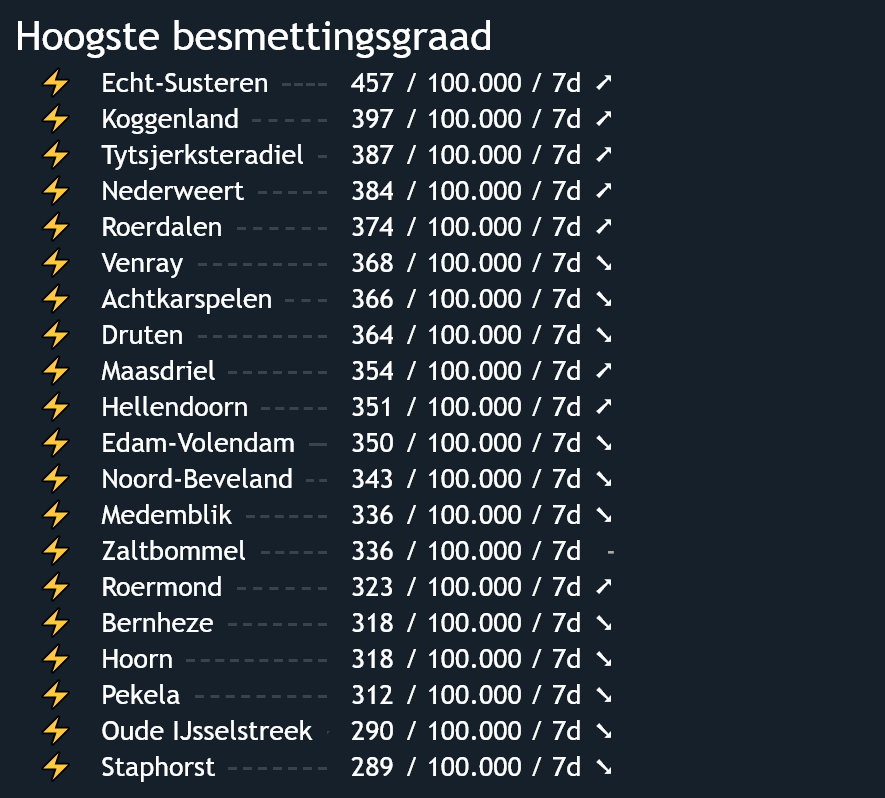 Hoogste besmettingsgraad
⚡ Echt-Susteren ---- 457 / 100.000 / 7d ↗
⚡ Koggenland ----- 397 / 100.000 / 7d ↗
⚡ Tytsjerksteradiel - 387 / 100.000 / 7d ↗
⚡ Nederweert ----- 384 / 100.000 / 7d ↗
⚡ Roerdalen ------ 374 / 100.000 / 7d ↗
⚡ Venray --------- 368 / 100.000 / 7d ↘
⚡ Achtkarspelen --- 366 / 100.000 / 7d ↘
⚡ Druten --------- 364 / 100.000 / 7d ↘
⚡ Maasdriel ------ 354 / 100.000 / 7d ↗
⚡ Hellendoorn ---- 351 / 100.000 / 7d ↗
⚡ Edam-Volendam -- 350 / 100.000 / 7d ↘
⚡ Noord-Beveland -- 343 / 100.000 / 7d ↘
⚡ Medemblik ------ 336 / 100.000 / 7d ↘
⚡ Zaltbommel ----- 336 / 100.000 / 7d -
⚡ Roermond ------ 323 / 100.000 / 7d ↗
⚡ Bernheze ------- 318 / 100.000 / 7d ↘
⚡ Hoorn ---------- 318 / 100.000 / 7d ↘
⚡ Pekela --------- 312 / 100.000 / 7d ↘
⚡ Oude IJsselstreek - 290 / 100.000 / 7d ↘
⚡ Staphorst ------- 289 / 100.000 / 7d ↘